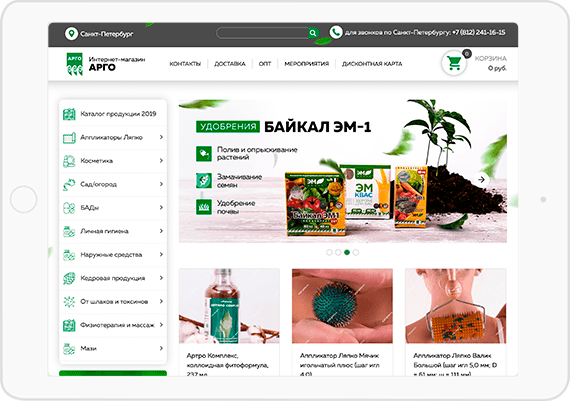 Санкт-Петербург
для звонков по Санкт-Петербургу: +7 (812) 241-16-15
АРГО
Интернет-магазин
АРГО
КОНТАКТЫ
ДОСТАВКА
ОПТ
МЕРОПРИЯТИЯ
ДИСКОНТНАЯ КАРТА
0
КОРЗИНА
0 руб.
Каталог продукции 2019
Аппликаторы Ляпко
Косметика
Сад/огород
БАДы
Личная гигиена
Наружные средства
Кедровая продукция
От шлаков и токсинов
Физиотерапия и массаж
Мази
УДОБРЕНИЯ БАЙКАЛ ЭМ-1
Полив и опрыскивание
растений
Замачивание
семян
Удобрение
почвы
ЭМ
Байкал ЭМ1
ЭМ
КВАС
Артро Комплекс,
коллоидная фитоформула,
237 мл
Аппликатор Ляпко Мячик
игольчатый плюс (шаг игл
4,0)
Аппликатор Ляпко Валик
Большой (шаг игл 5,0 мм; D
= 61 мм; ш = 111 мм)